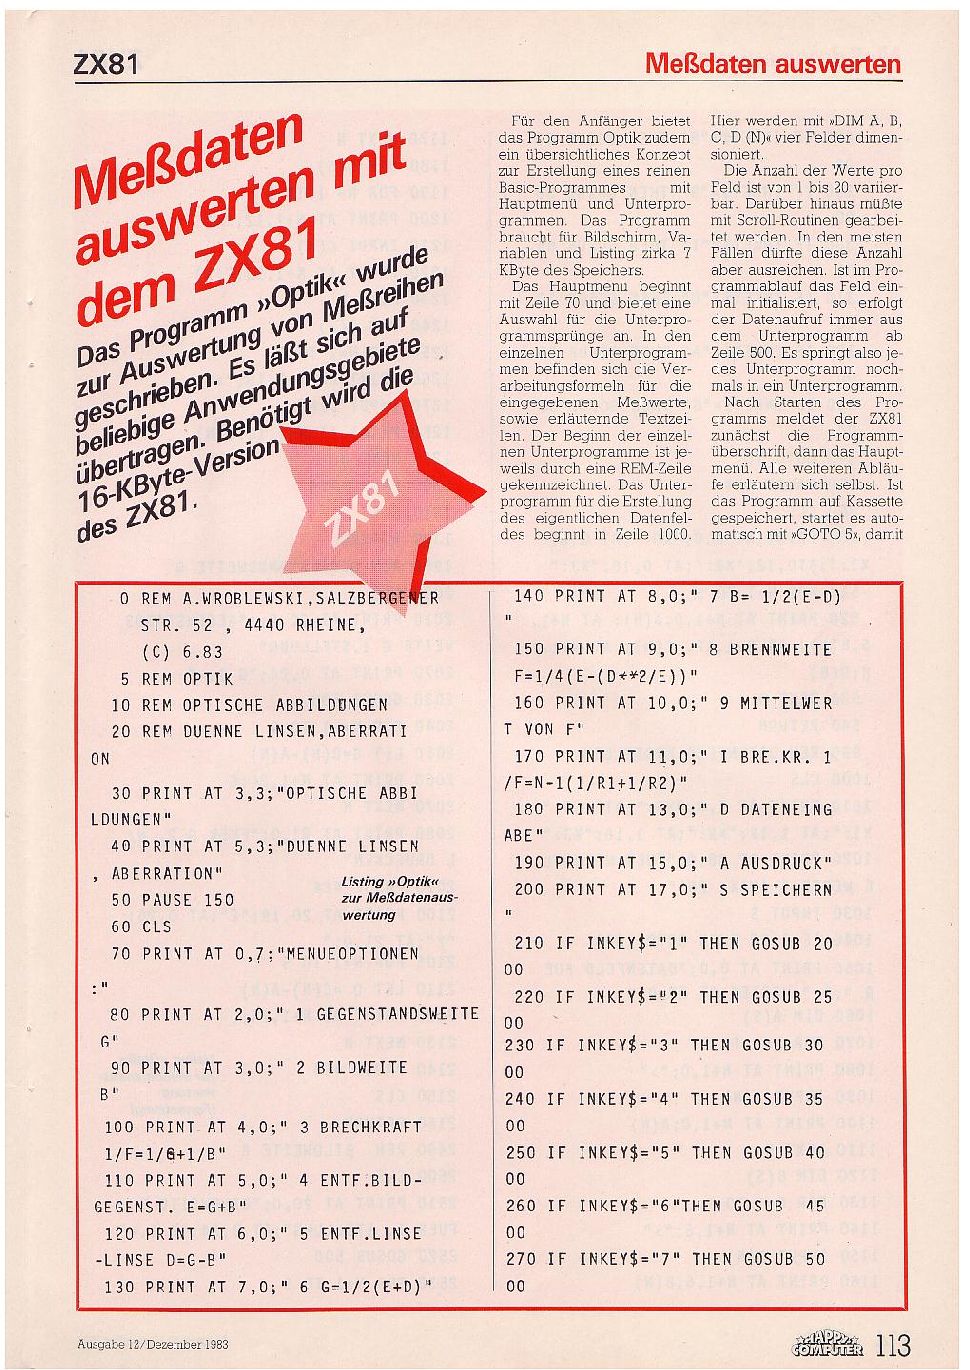 ZX81
Meßdaten auswerten
Meßdaten
auswerten mit
dem ZX81
Das Programm »Optik« wurde
zur Auswertung von Meßreihen
geschrieben. Es läßt sich auf
beliebige Anwendungsgebiete
übertragen. Benötigt wird die
16-KByte-Version
des ZX81.
ZX81
Für den Anfänger bietet
das Programm Optik zudem
ein übersichtliches Konzept
zur Erstellung eines reinen
Basic-Programmes mit
Hauptmenü und Unterpro-
grammen. Das Programm
braucht für Bildschirm, Va-
riablen und Listing zirka 7
KByte des Speichers.
Das Hauptmenü beginnt
mit Zeile 70 und bietet eine
Auswahl für die Unterpro-
grammsprünge an. In den
einzelnen Unterprogram-
men befinden sich die Ver-
arbeitungsformeln für die
eingegebenen Meßwerte,
sowie erläuternde Textzei-
len. Der Beginn der einzel-
nen Unterprogramme ist je-
weils durch eine REM-Zeile
gekennzeichnet. Das Unter-
programm für die Erstellung
des eigentlichen Datenfel-
des beginnt in Zeile 1000.
Hier werden mit »DIM A, B,
C, D (N)« vier Felder dimen-
sioniert.
Die Anzahl der Werte pro
Feld ist von 1 bis 20 variier-
bar. Darüber hinaus müßte
mit Scroll-Routinen gearbei-
tet werden. In den meisten
Fällen dürfte diese Anzahl
aber ausreichen. Ist im Pro-
grammablauf das Feld ein-
mal initialisiert, so erfolgt
der Datenaufruf immer aus
dem Unterprogramm ab
Zeile 500. Es springt also je-
des Unterprogramm noch-
mals in ein Unterprogramm.
Nach Starten des Pro-
gramms meldet der ZX81
zunächst die Programm-
überschrift, dann das Haupt-
menü. Alle weiteren Abläu-
fe erläutern sich selbst. Ist
das Programm auf Kassette
gespeichert, startet es auto-
matisch mit »GOTO 5«, damit
0 REM A.WROBLEWSKI,SALZBERGENER
STR. 52 , 4440 RHEINE,
(C) 6.83
5 REM OPTIK
10 REM OPTISCHE ABBILDUNGEN
20 REM DUENNE LINSEN,ABERRATI
ON
30 PRINT AT 3,3;"OPTISCHE ABBI
LDUNGEN"
40 PRINT AT 5,3;"DUENNE LINSEN
, ABERRATION"
50 PAUSE 150
60 CLS
70 PRINT AT 0,7;"MENUEOPTIONEN
:"
80 PRINT AT 2,0;" 1 GEGENSTANDSWEITE
G"
90 PRINT AT 3,0;" 2 BILDWEITE
B"
100 PRINT AT 4,0;" 3 BRECHKRAFT
1/F=1/G+1/B"
110 PRINT AT 5,0;" 4 ENTF.BILD-
GEGENST. E=G+B"
120 PRINT AT 6,0;" 5 ENTF.LINSE
-LINSE D=G-B"
130 PRINT AT 7,0;" 6 G=1/2(E+D)"
Listing »Optik«
zur Meßdatenaus-
wertung
140 PRINT AT 8,0;" 7 B= 1/2(E-D)
"
150 PRINT AT 9,0;" 8 BRENNWEITE
F=1/4(E-(D**2/E))"
160 PRINT AT 10,0;" 9 MITTELWER
T VON F"
170 PRINT AT 11,0;" I BRE.KR. 1
/F=N-1(1/R1+1/R2)"
180 PRINT AT 13,0;" D DATENEING
ABE"
190 PRINT AT 15,0;" A AUSDRUCK"
200 PRINT AT 17,0;" S SPEICHERN
"
210 IF INKEY$="1" THEN GOSUB 20
00
220 IF INKEY$="2" THEN GOSUB 25
00
230 IF INKEY$="3" THEN GOSUB 30
00
240 IF INKEY$="4" THEN GOSUB 35
00
250 IF INKEY$="5" THEN GOSUB 40
00
260 IF INKEY$="6"THEN GOSUB 45
00
270 IF INKEY$="7" THEN GOSUB 50
00
Ausgabe 12/Dezember 1983
HAPPY
COMPUTER
113